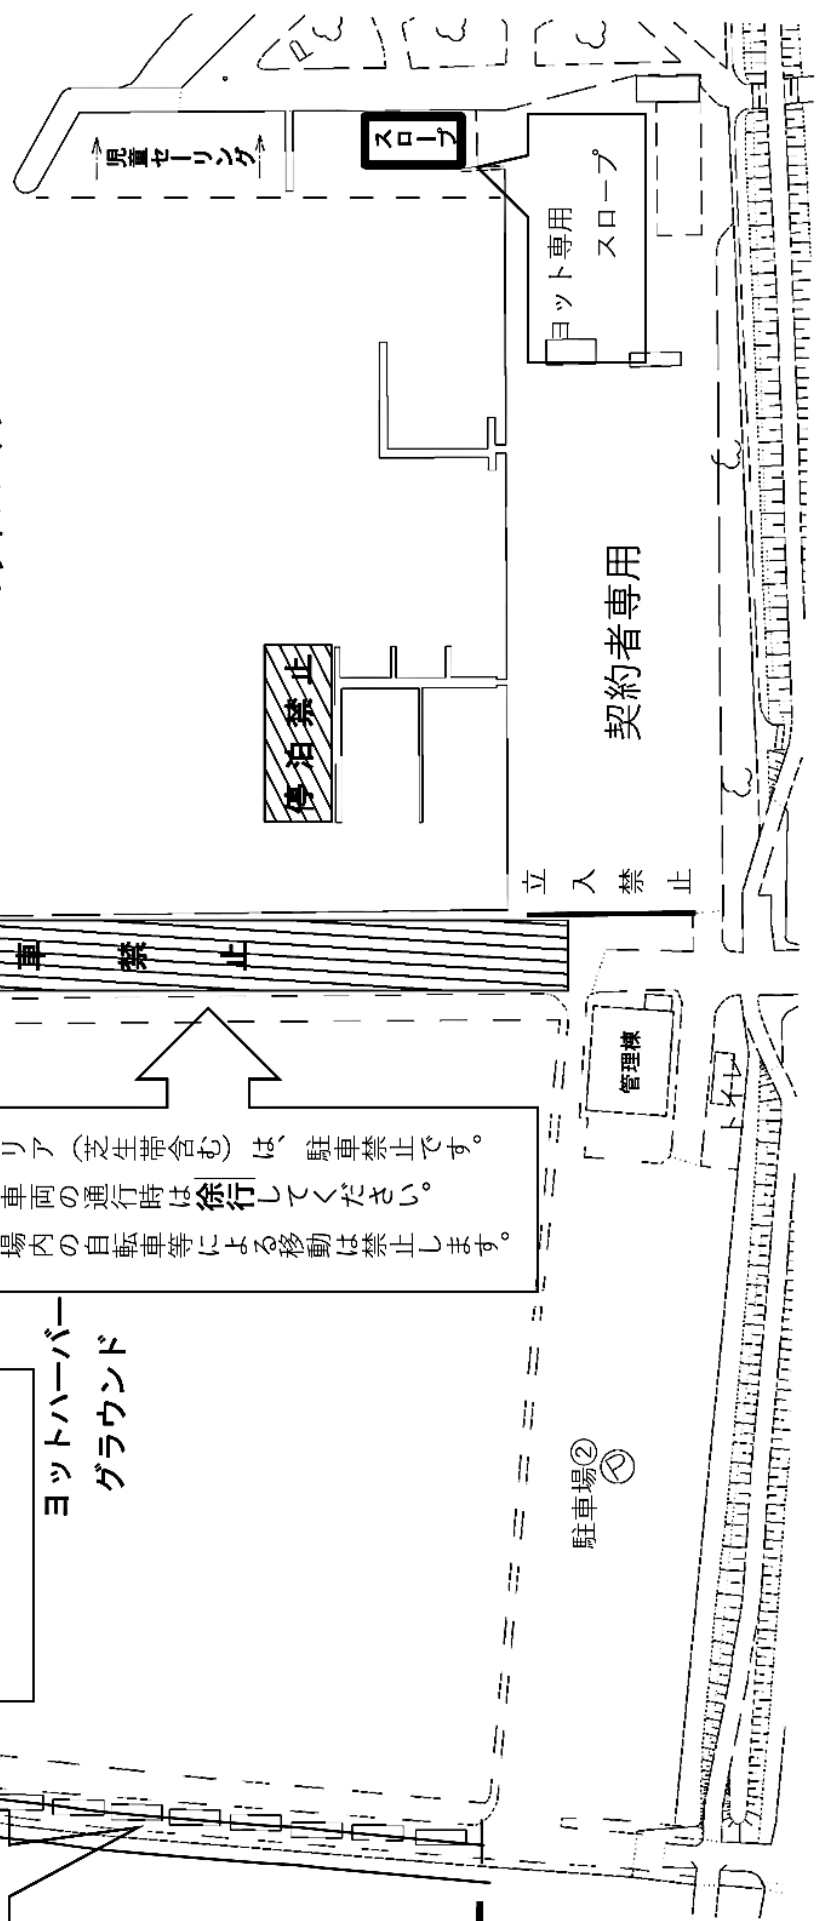 児童セーリング
スロープ
ヨット専用
スロープ
停泊禁止
契約者専用
立入禁止
車禁止
管理棟
トイレ
リア（芝生帯含む）は、駐車禁止です。
車両の通行時は徐行してください。
場内の自転車等による移動は禁止します。
ヨットハーバー
グラウンド
駐車場②
P
P